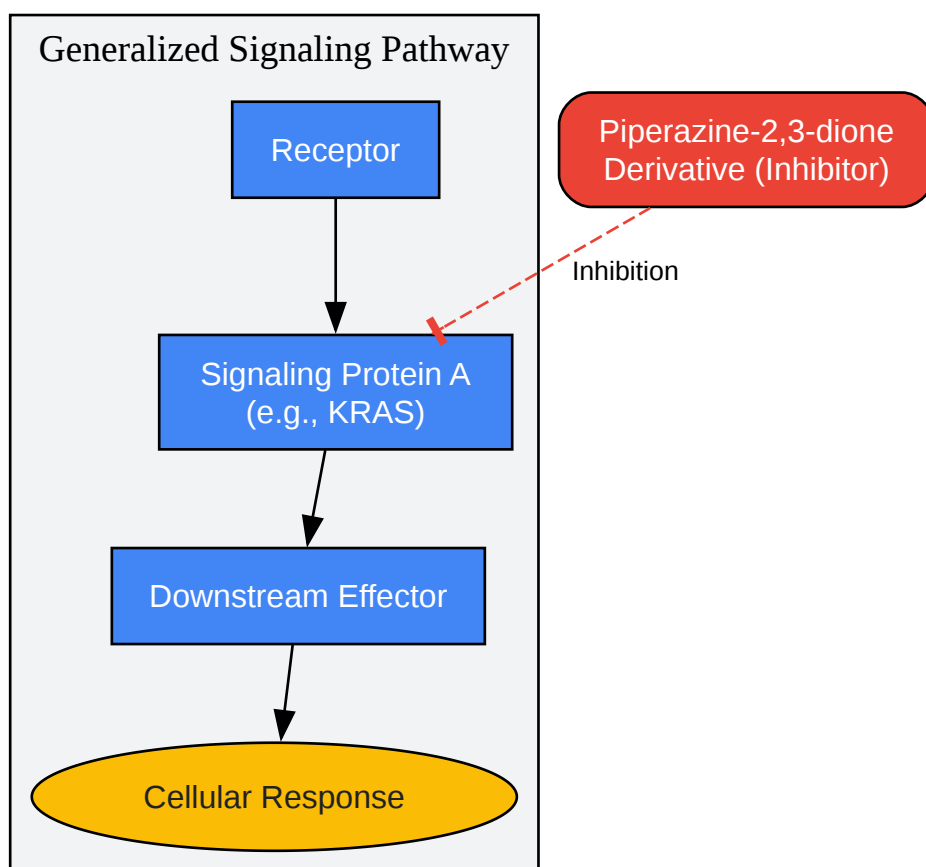 Generalized Signaling Pathway
Receptor
Piperazine-2,3-dione
Derivative (Inhibitor)
Inhibition
Signaling Protein A
(e.g., KRAS)
Downstream Effector
Cellular Response